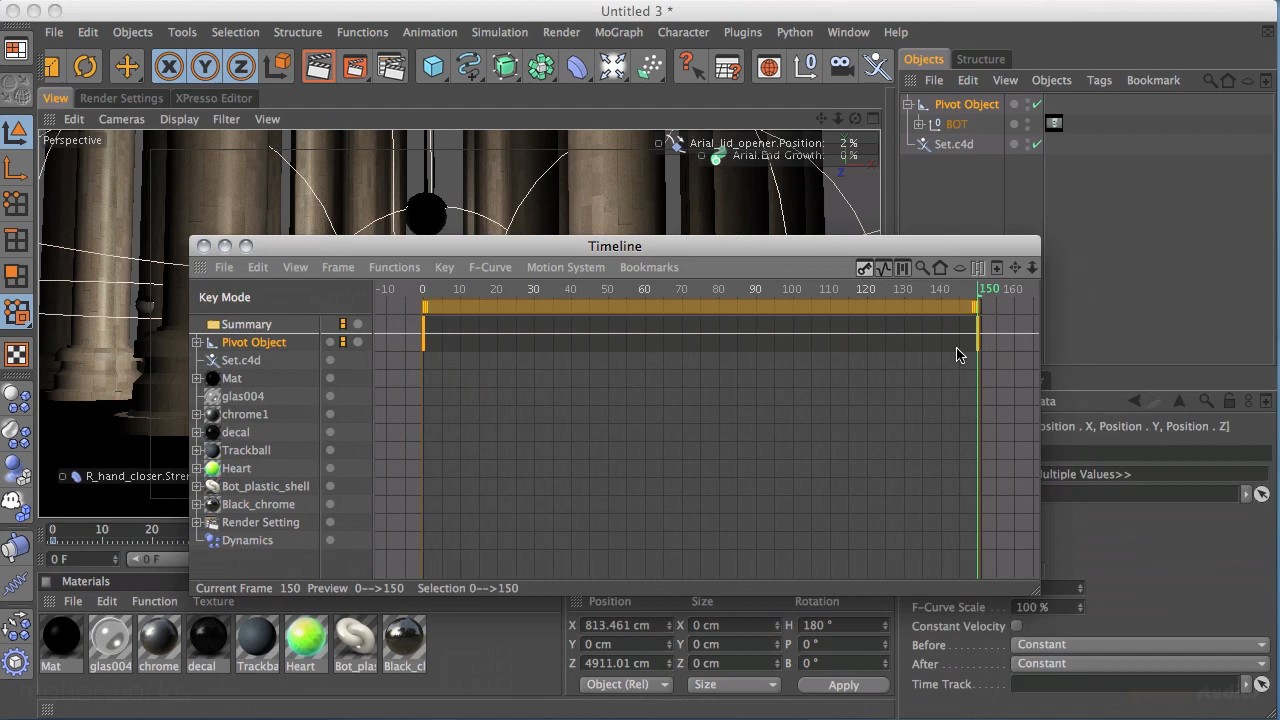 Untitled 3 *
File Edit Objects Tools Selection Structure Functions Animation Simulation Render MoGraph Character Plugins Python Window Help
Objects Structure
File Edit View Objects Tags Bookmark
View Render Settings XPresso Editor
Edit Cameras Display Filter View
Pivot Object
BOT
Set.c4d
Perspective
Arial_lid_opener.Position: 2 %
Arial.End Growth: 0 %
Z
Timeline
File Edit View Frame Functions Key F-Curve Motion System Bookmarks
Key Mode
-10 0 10 20 30 40 50 60 70 80 90 100 110 120 130 140 150 160
Summary
Pivot Object
Set.c4d
Mat
glas004
chrome1
decal
Trackball
Heart
Bot_plastic_shell
Black_chrome
Render Setting
Dynamics
Current Frame 150 Preview 0-->150 Selection 0-->150
R_hand_closer.Stren
0 10 20
0 F 0 F
Materials
File Edit Function Texture
Mat glas004 chrome decal Trackba Heart Bot_plas Black_cl
Position Size Rotation
X 813.461 cm X 0 cm H 180 °
Y 0 cm Y 0 cm P 0 °
Z 4911.01 cm Z 0 cm B 0 °
Object (Rel) Size Apply
ata
osition . X, Position . Y, Position . Z]
ultiple Values>>
F-Curve Scale 100 %
Constant Velocity
Before Constant
After Constant
Time Track